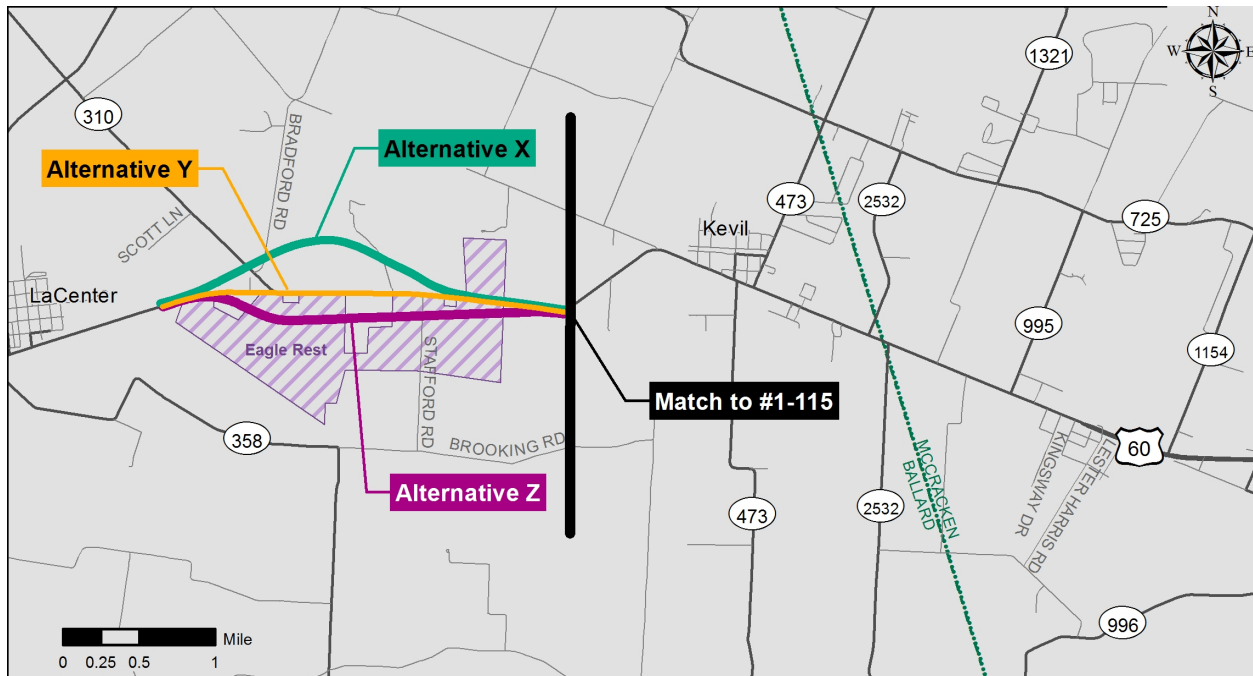 N
W E
S
1321
310
BRADFORD RD
Alternative X
Alternative Y
473
2532
725
SCOTT LN
Kevil
LaCenter
995
1154
Eagle Rest
STAFFORD RD
Match to #1-115
358
BROOKING RD
60
KINGSWAY DR
LESTER HARRIS RD
Alternative Z
MCCRACKEN
BALLARD
473
2532
996
Mile
0 0.25 0.5 1